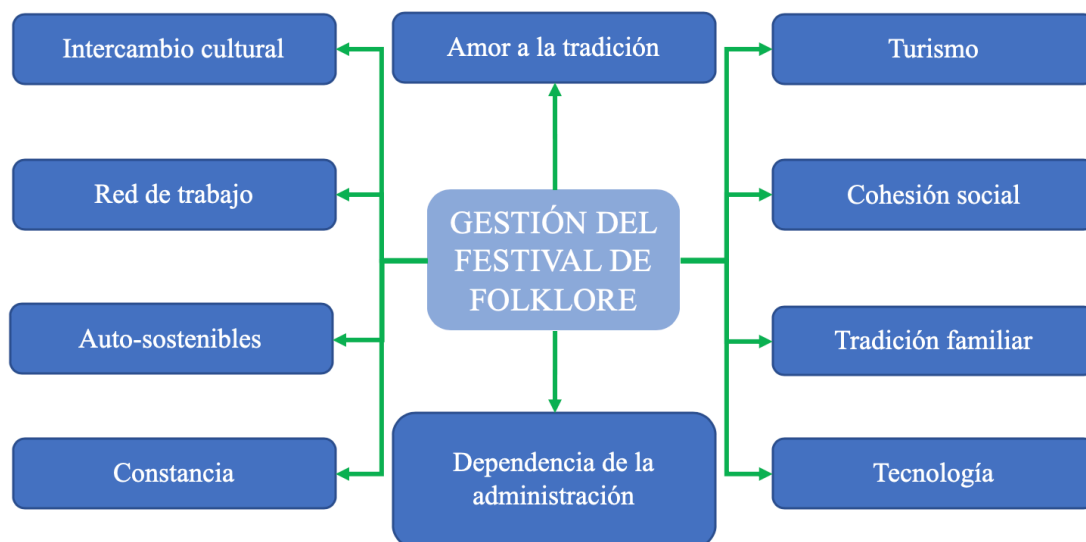 Intercambio cultural
Amor a la tradición
Turismo
Red de trabajo
Cohesión social
GESTIÓN DEL
FESTIVAL DE
FOLKLORE
Auto-sostenibles
Tradición familiar
Constancia
Dependencia de la
administración
Tecnología